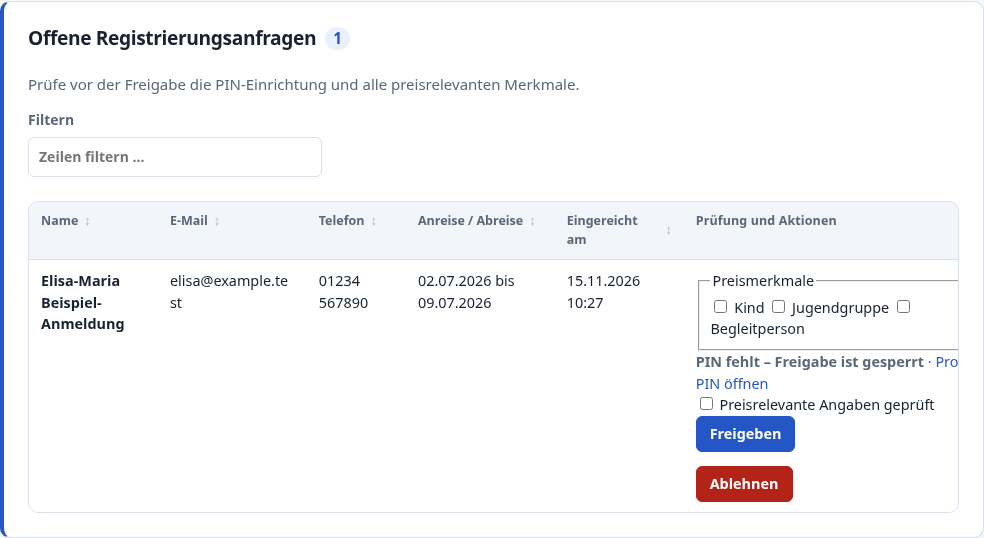 Offene Registrierungsanfragen 1
Prüfe vor der Freigabe die PIN-Einrichtung und alle preisrelevanten Merkmale.
Filtern
Zeilen filtern …
Name ↕ E-Mail ↕ Telefon ↕ Anreise / Abreise ↕ Eingereicht am ↕ Prüfung und Aktionen
Elisa-Maria
Beispiel-
Anmeldung
elisa@example.te
st
01234
567890
02.07.2026 bis
09.07.2026
15.11.2026
10:27
Preismerkmale
Kind Jugendgruppe
Begleitperson
PIN fehlt – Freigabe ist gesperrt · Pro
PIN öffnen
Preisrelevante Angaben geprüft
Freigeben
Ablehnen